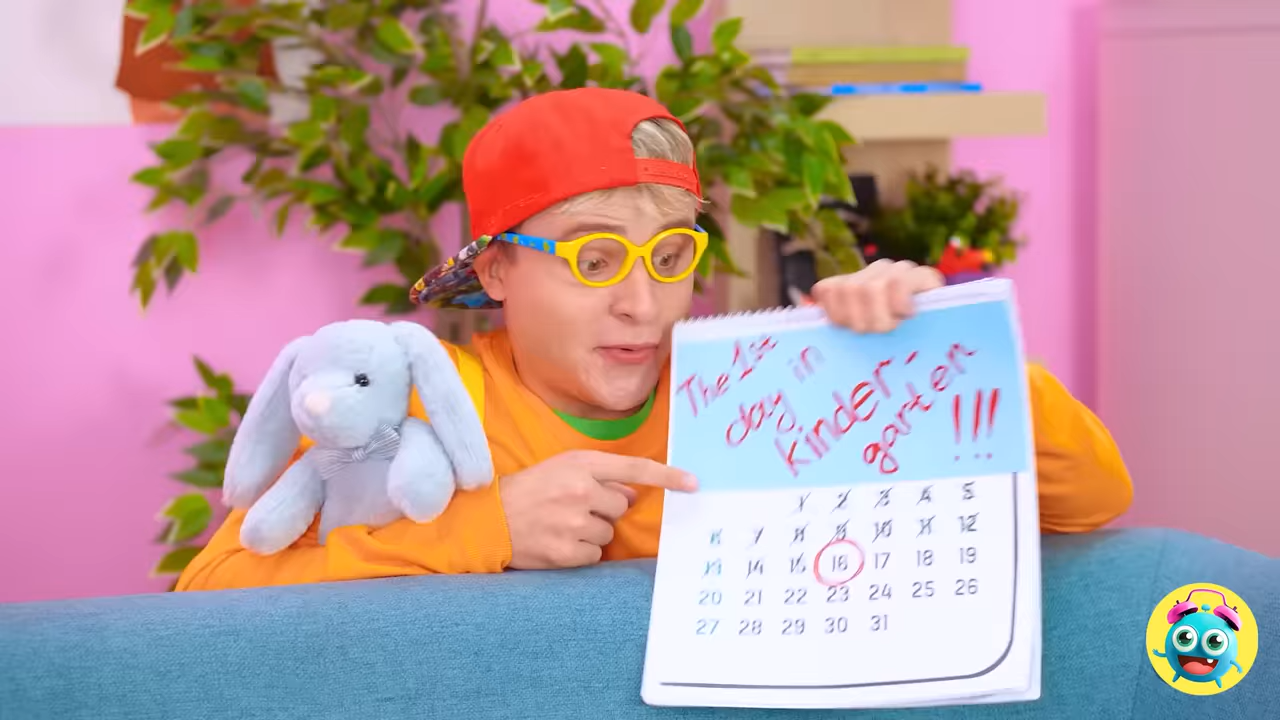 The 1st
day in
kinder-
garten
!!!
1 2 3 4 5
6 7 8 9 10 11 12
13 14 15 16 17 18 19
20 21 22 23 24 25 26
27 28 29 30 31